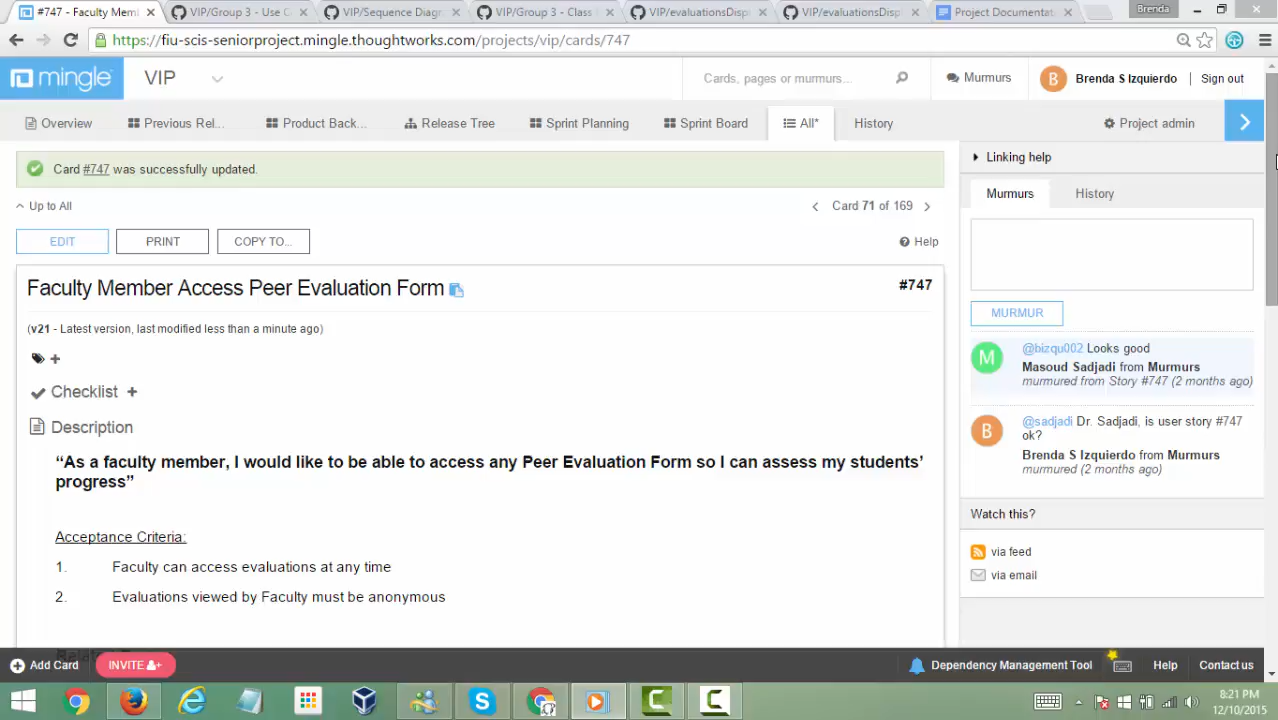 #747 - Faculty Memi
VIP/Group 3 - Use C
VIP/Sequence Diagr
VIP/Group 3 - Class
VIP/evaluationsDisp
VIP/evaluationsDisp
Project Documentat
Brenda
https://fiu-scis-seniorproject.mingle.thoughtworks.com/projects/vip/cards/747
mingle
VIP
Cards, pages or murmurs...
Murmurs
B
Brenda S Izquierdo
Sign out
Overview
Previous Rel...
Product Back...
Release Tree
Sprint Planning
Sprint Board
All*
History
Project admin
Card #747 was successfully updated.
Up to All
Card 71 of 169
EDIT
PRINT
COPY TO...
Help
Faculty Member Access Peer Evaluation Form
#747
(v21 - Latest version, last modified less than a minute ago)
Checklist +
Description
“As a faculty member, I would like to be able to access any Peer Evaluation Form so I can assess my students’
progress”
Acceptance Criteria:
1. Faculty can access evaluations at any time
2. Evaluations viewed by Faculty must be anonymous
Linking help
Murmurs
History
MURMUR
M
@bizqu002 Looks good
Masoud Sadjadi from Murmurs
murmured from Story #747 (2 months ago)
B
@sadjadi Dr. Sadjadi, is user story #747
ok?
Brenda S Izquierdo from Murmurs
murmured (2 months ago)
Watch this?
via feed
via email
Add Card
INVITE
Dependency Management Tool
Help
Contact us
8:21 PM
12/10/2015